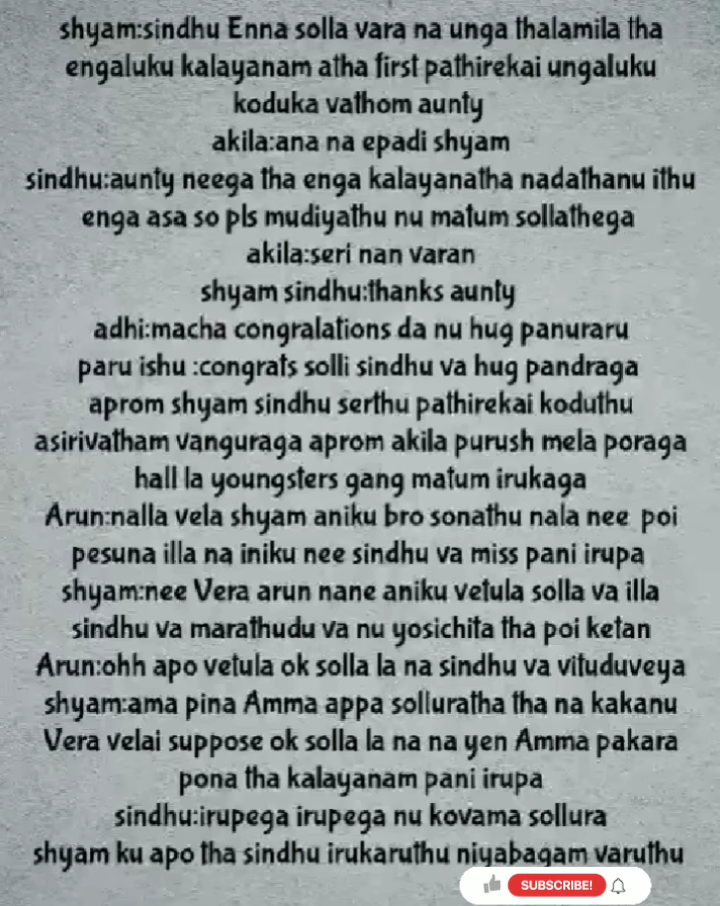 shyam:sindhu Enna solla vara na unga thalamila tha
engaluku kalayanam atha first pathirekai ungaluku
koduka vathom aunty
akila:ana na epadi shyam
sindhu:aunty neega tha enga kalayanatha nadathanu ithu
enga asa so pls mudiyathu nu matum sollathega
akila:seri nan varan
shyam sindhu:thanks aunty
adhi:macha congralations da nu hug panuraru
paru ishu :congrats solli sindhu va hug pandraga
aprom shyam sindhu serthu pathirekai koduthu
asirivatham vanguraga aprom akila purush mela poraga
hall la youngsters gang matum irukaga
Arun:nalla vela shyam aniku bro sonathu nala nee poi
pesuna illa na iniku nee sindhu va miss pani irupa
shyam:nee Vera arun nane aniku vetula solla va illa
sindhu va marathudu va nu yosichita tha poi ketan
Arun:ohh apo vetula ok solla la na sindhu va vituduveya
shyam:ama pina Amma appa solluratha tha na kakanu
Vera velai suppose ok solla la na na yen Amma pakara
pona tha kalayanam pani irupa
sindhu:irupega irupega nu kovama sollura
shyam ku apo tha sindhu irukaruthu niyabagam varuthu
SUBSCRIBE!